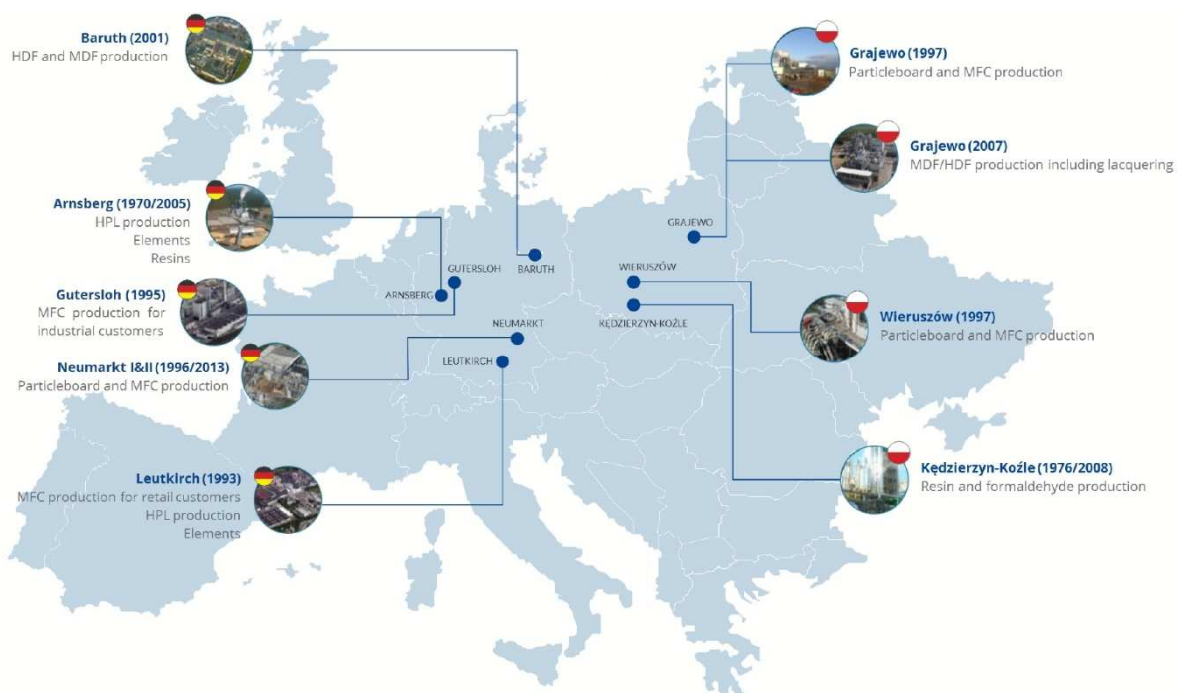 Baruth (2001)
HDF and MDF production
Arnsberg (1970/2005)
HPL production
Elements
Resins
Gutersloh (1995)
MFC production for
industrial customers
Neumarkt I&II (1996/2013)
Particleboard and MFC production
Leutkirch (1993)
MFC production for retail customers
HPL production
Elements
GRAJEWO
GUTERSLOH
BARUTH
WIERUSZÓW
ARNSBERG
NEUMARKT
KĘDZIERZYN-KOŹLE
LEUTKIRCH
Grajewo (1997)
Particleboard and MFC production
Grajewo (2007)
MDF/HDF production including lacquering
Wieruszów (1997)
Particleboard and MFC production
Kędzierzyn-Koźle (1976/2008)
Resin and formaldehyde production